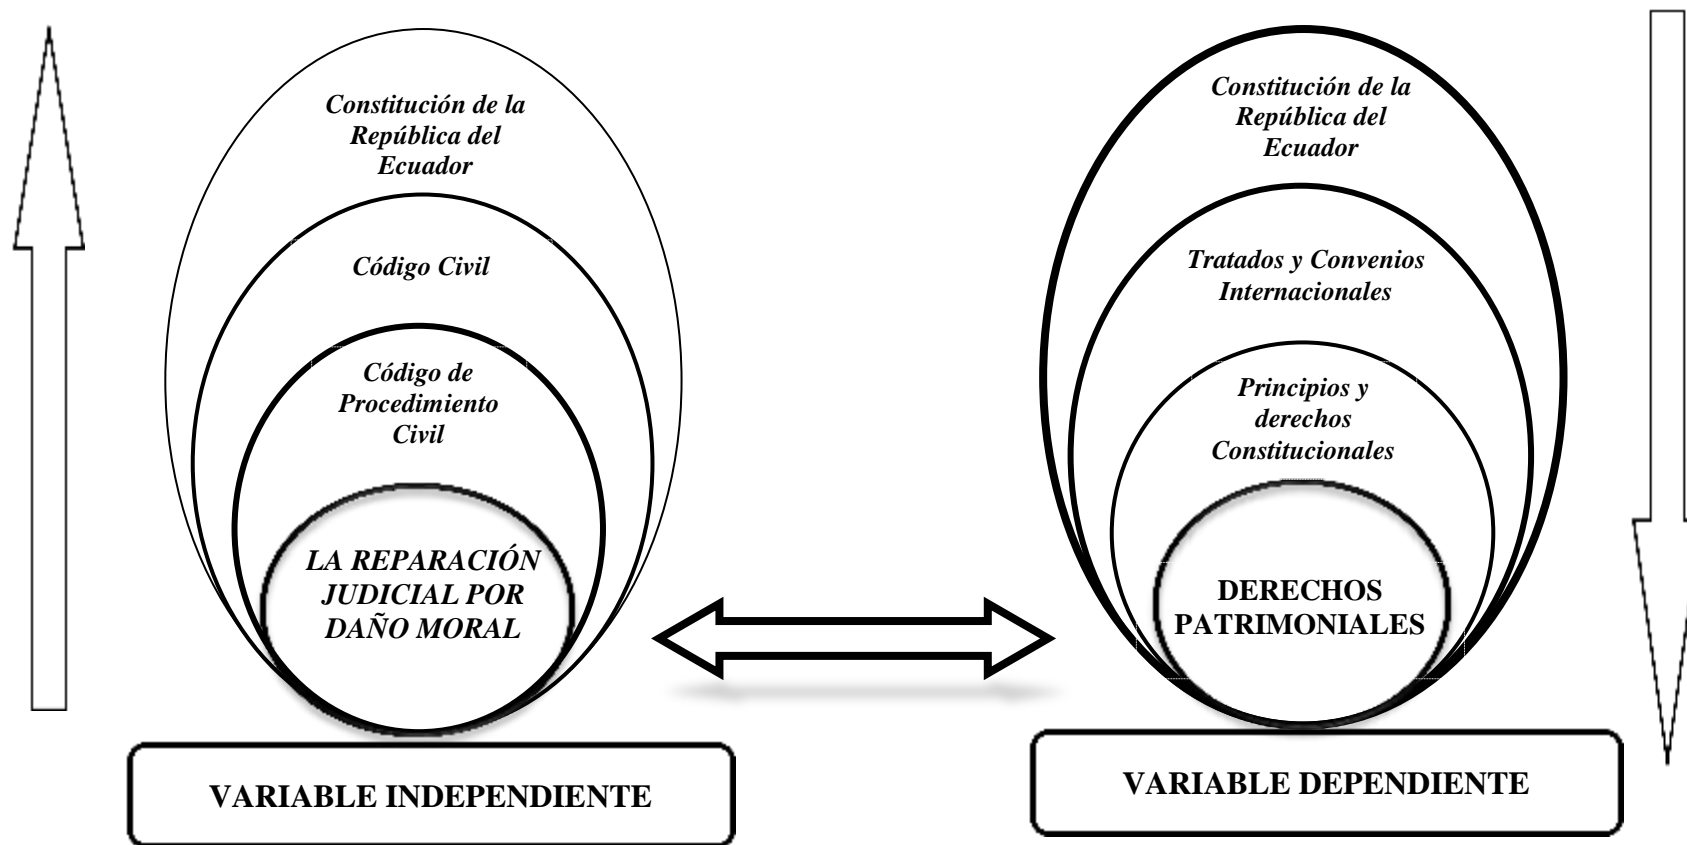 Constitución de la
República del
Ecuador
Código Civil
Código de
Procedimiento
Civil
LA REPARACIÓN
JUDICIAL POR
DAÑO MORAL
VARIABLE INDEPENDIENTE
Constitución de la
República del
Ecuador
Tratados y Convenios
Internacionales
Principios y
derechos
Constitucionales
DERECHOS
PATRIMONIALES
VARIABLE DEPENDIENTE